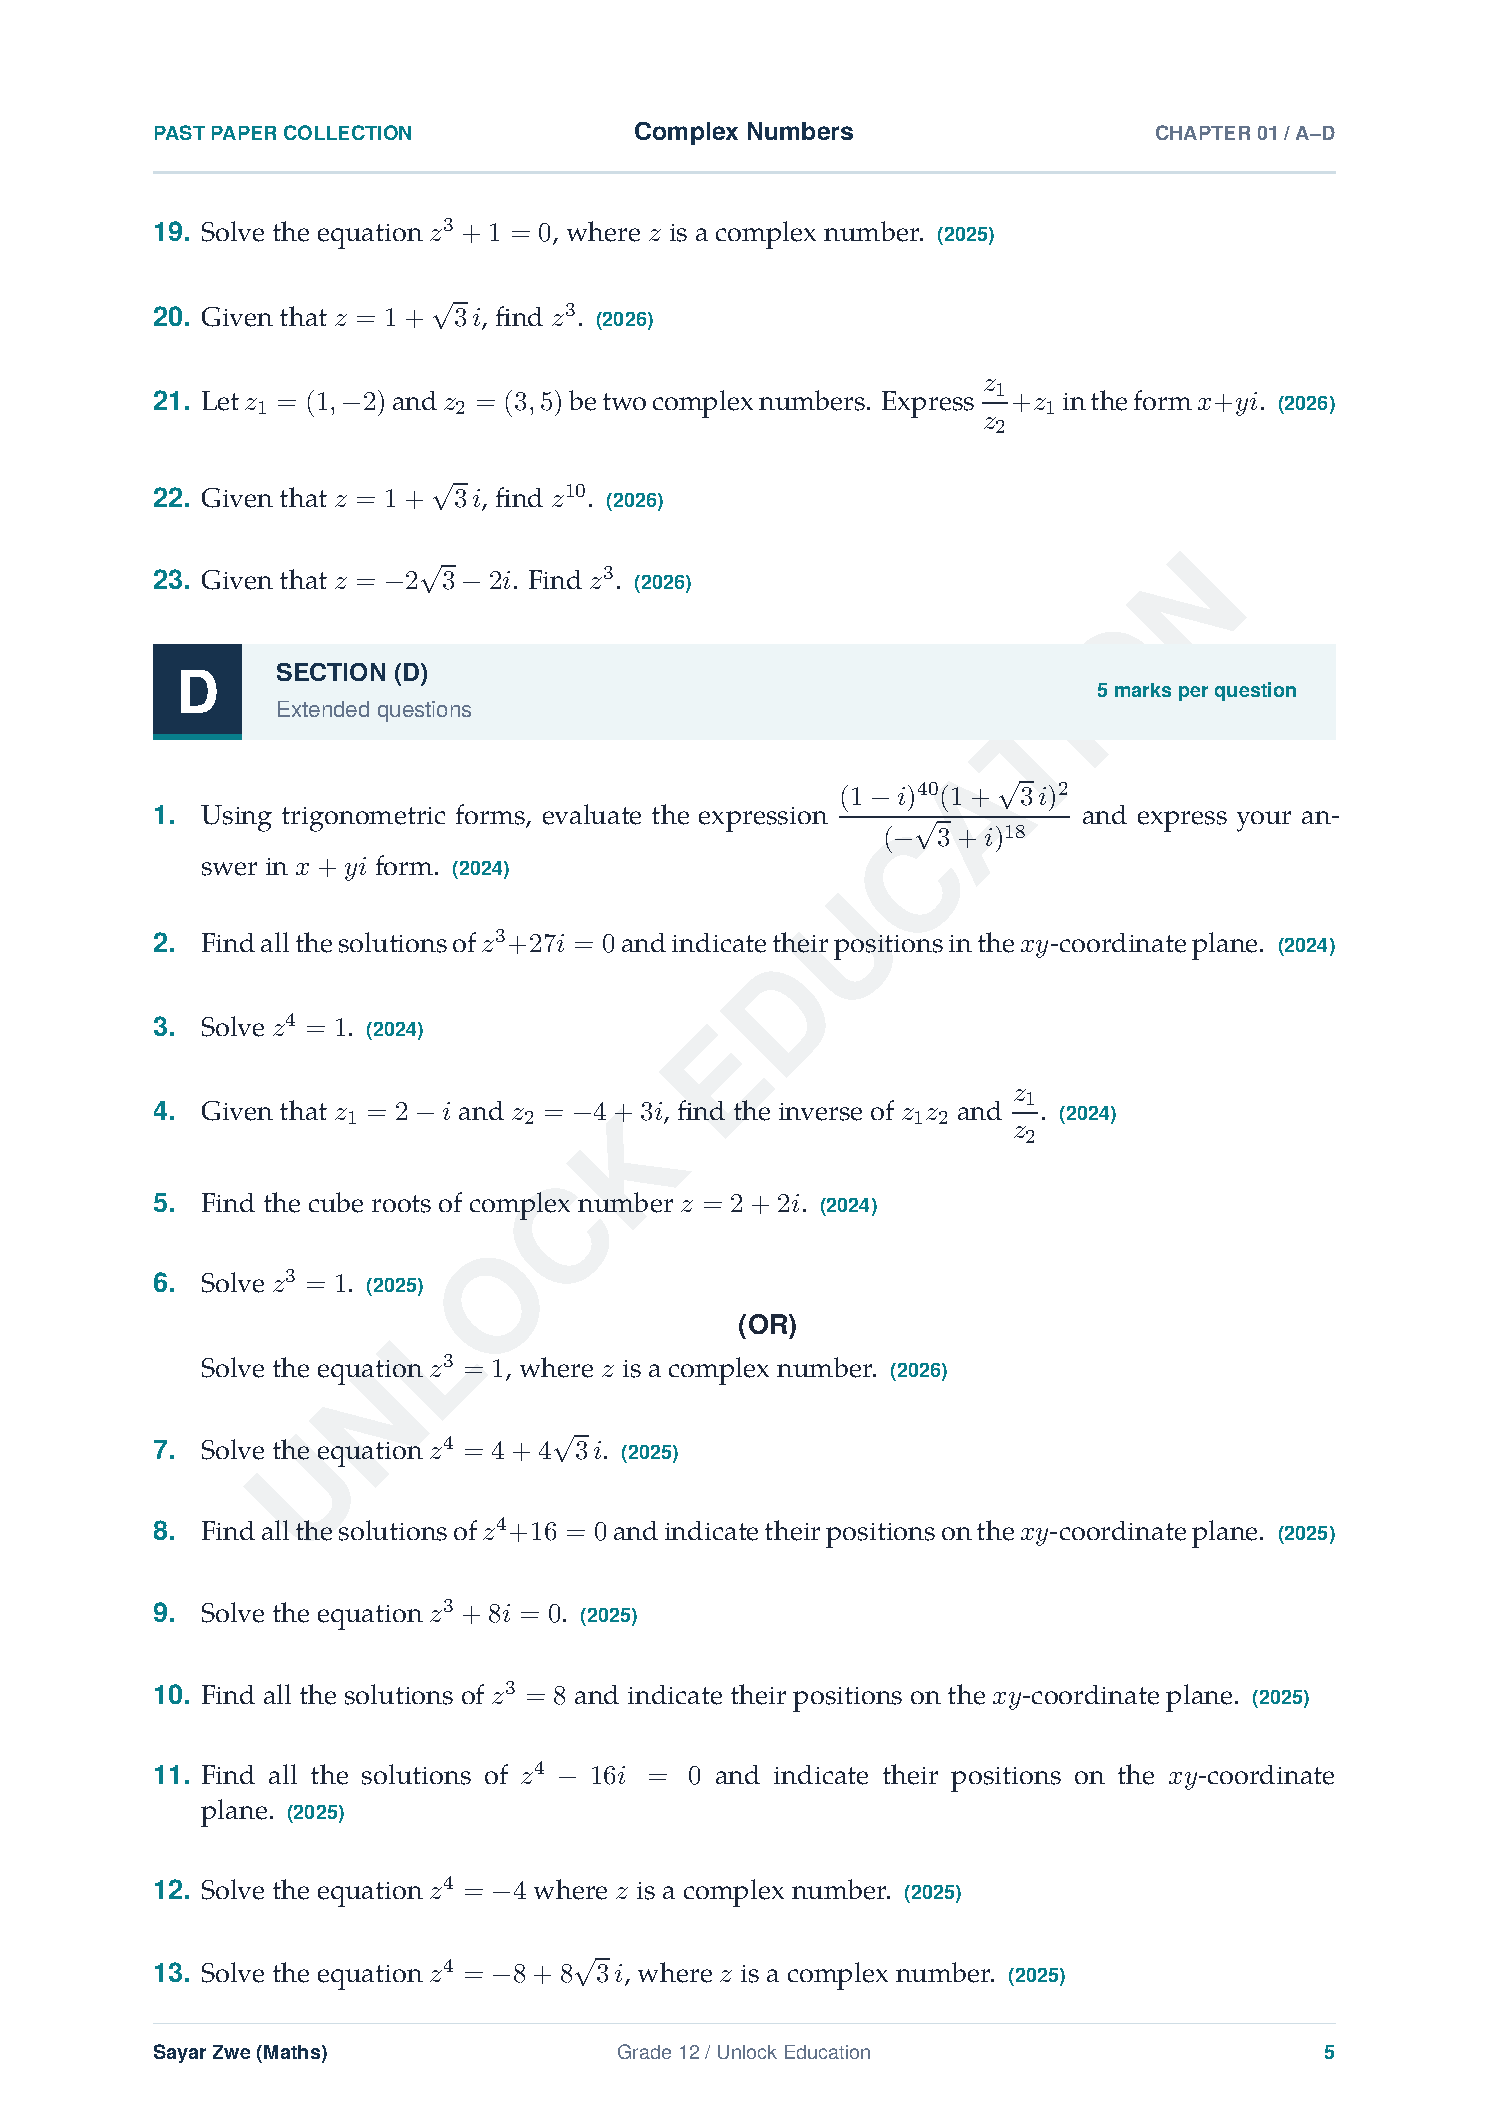 PAST PAPER COLLECTION Complex Numbers CHAPTER 01 / A–D
19. Solve the equation z³ + 1 = 0, where z is a complex number. (2025)
20. Given that z = 1 + √3 i, find z³. (2026)
21. Let z₁ = (1, −2) and z₂ = (3, 5) be two complex numbers. Express z₁/z₂ + z₁ in the form x+yi. (2026)
22. Given that z = 1 + √3 i, find z¹⁰. (2026)
23. Given that z = −2√3 − 2i. Find z³. (2026)
D SECTION (D)
Extended questions
5 marks per question
1. Using trigonometric forms, evaluate the expression (1 − i)⁴⁰(1 + √3 i)²/(−√3 + i)¹⁸ and express your an-
swer in x + yi form. (2024)
2. Find all the solutions of z³+27i = 0 and indicate their positions in the xy-coordinate plane. (2024)
3. Solve z⁴ = 1. (2024)
4. Given that z₁ = 2 − i and z₂ = −4 + 3i, find the inverse of z₁z₂ and z₁/z₂. (2024)
5. Find the cube roots of complex number z = 2 + 2i. (2024)
6. Solve z³ = 1. (2025)
(OR)
Solve the equation z³ = 1, where z is a complex number. (2026)
7. Solve the equation z⁴ = 4 + 4√3 i. (2025)
8. Find all the solutions of z⁴+16 = 0 and indicate their positions on the xy-coordinate plane. (2025)
9. Solve the equation z³ + 8i = 0. (2025)
10. Find all the solutions of z³ = 8 and indicate their positions on the xy-coordinate plane. (2025)
11. Find all the solutions of z⁴ − 16i = 0 and indicate their positions on the xy-coordinate
plane. (2025)
12. Solve the equation z⁴ = −4 where z is a complex number. (2025)
13. Solve the equation z⁴ = −8 + 8√3 i, where z is a complex number. (2025)
UNLOCK EDUCATION
Sayar Zwe (Maths) Grade 12 / Unlock Education 5